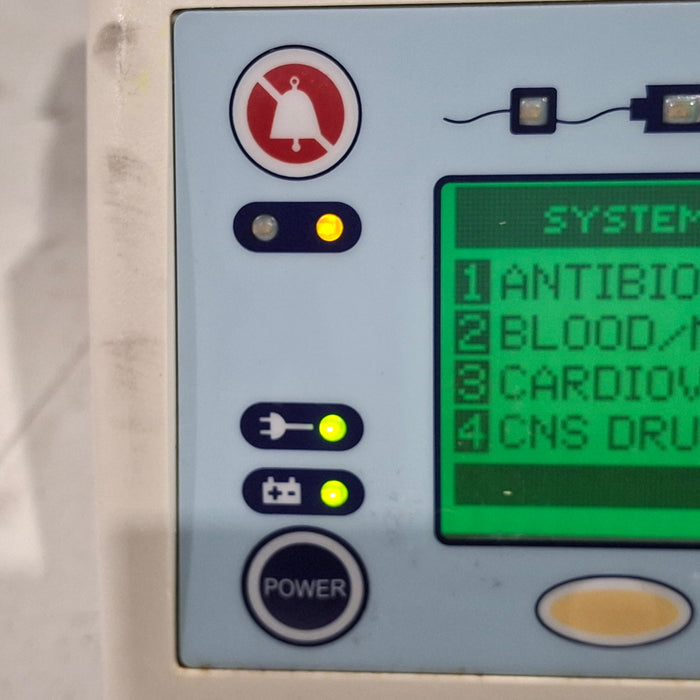 SYSTEM
1 ANTIBIO
2 BLOOD/
3 CARDIOV
4 CNS DRU
POWER